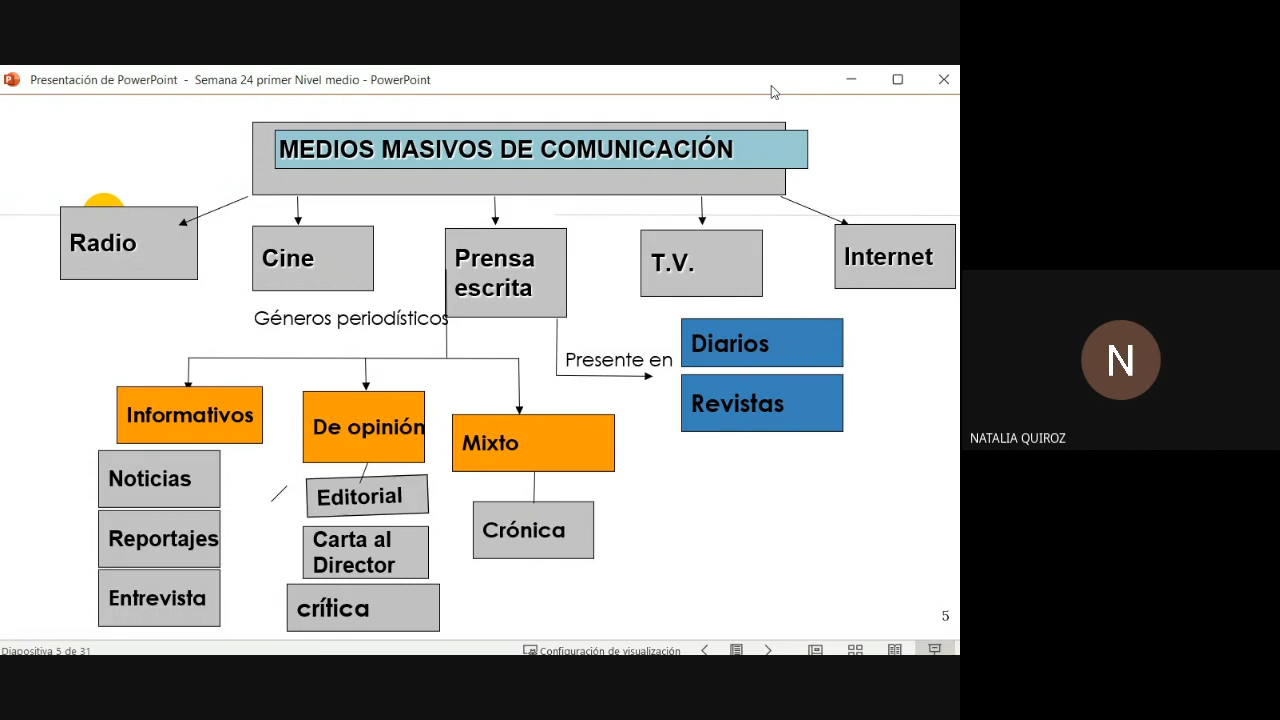 Presentación de PowerPoint - Semana 24 primer Nivel medio - PowerPoint
MEDIOS MASIVOS DE COMUNICACIÓN
Radio
Cine
Prensa
escrita
T.V.
Internet
Géneros periodísticos
Presente en
Diarios
Revistas
Informativos
De opinión
Mixto
Noticias
Reportajes
Entrevista
Editorial
Carta al
Director
crítica
Crónica
5
Diapositiva 5 de 31
Configuración de visualización
N
NATALIA QUIROZ